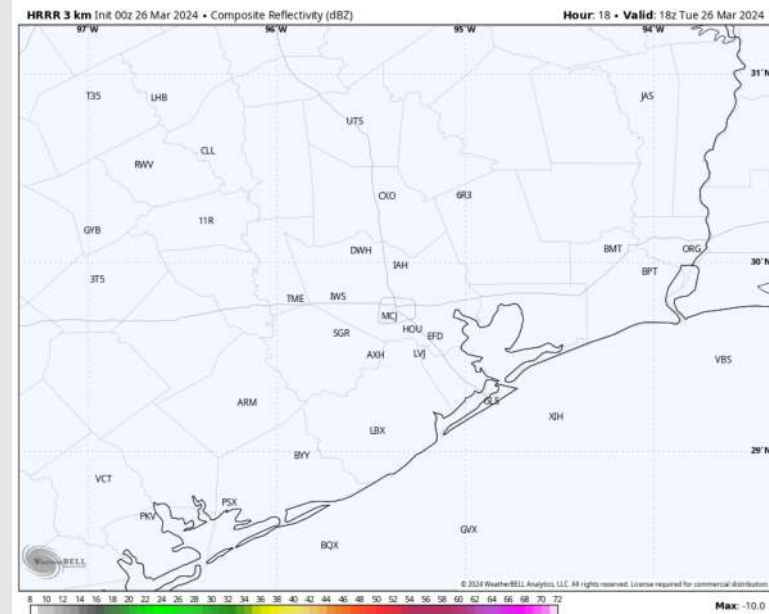 HRRR 3 km Init 00z 26 Mar 2024 • Composite Reflectivity (dBZ) Hour: 18 • Valid: 18z Tue 26 Mar 2024
97°W 96°W 95°W 94°W
31°N
T35 LHB JAS
UTS
CLL
RWV
CXO 6R3
11R
GYB
DWH BMT ORG
IAH 30°N
3T5 BPT
TME IWS
MCJ
SGR HOU EFD
AXH LVJ VBS
ARM GLS
XIH
LBX
BYY 29°N
VCT
PSX
PKV
GVX
BQX
WeatherBELL
© 2024 WeatherBELL Analytics, LLC. All rights reserved. License required for commercial distribution.
8 10 12 14 16 18 20 22 24 26 28 30 32 34 36 38 40 42 44 46 48 50 52 54 56 58 60 62 64 66 68 70 72
Max: -10.0